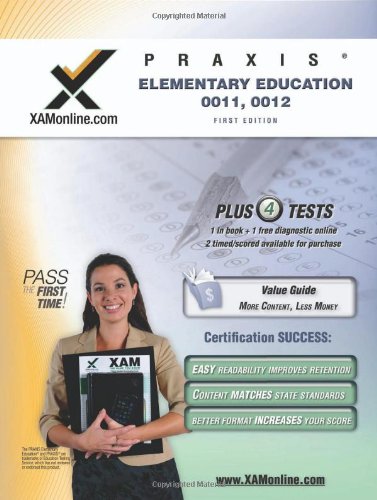 PRAXIS®
ELEMENTARY EDUCATION
0011, 0012
FIRST EDITION
XAMonline.com
PLUS 4 TESTS
1 in book + 1 free diagnostic online
2 timed/scored available for purchase
PASS
THE FIRST
TIME!
$
Value Guide
MORE CONTENT, LESS MONEY
Certification SUCCESS:
EASY READABILITY IMPROVES RETENTION
CONTENT MATCHES STATE STANDARDS
BETTER FORMAT INCREASES YOUR SCORE
XAM
www.XAMonline.com